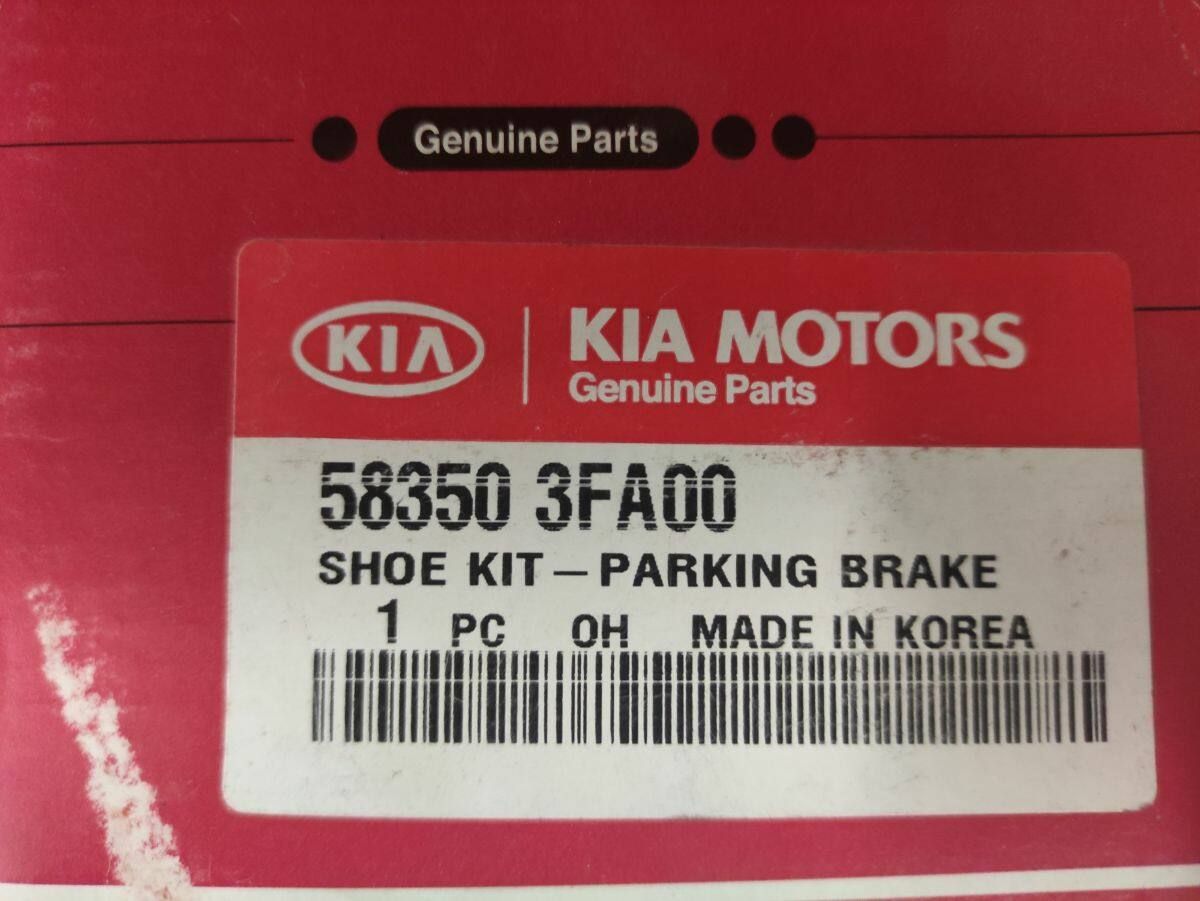 Genuine Parts
KIA
KIA MOTORS
Genuine Parts
58350 3FA00
SHOE KIT – PARKING BRAKE
1 PC OH MADE IN KOREA